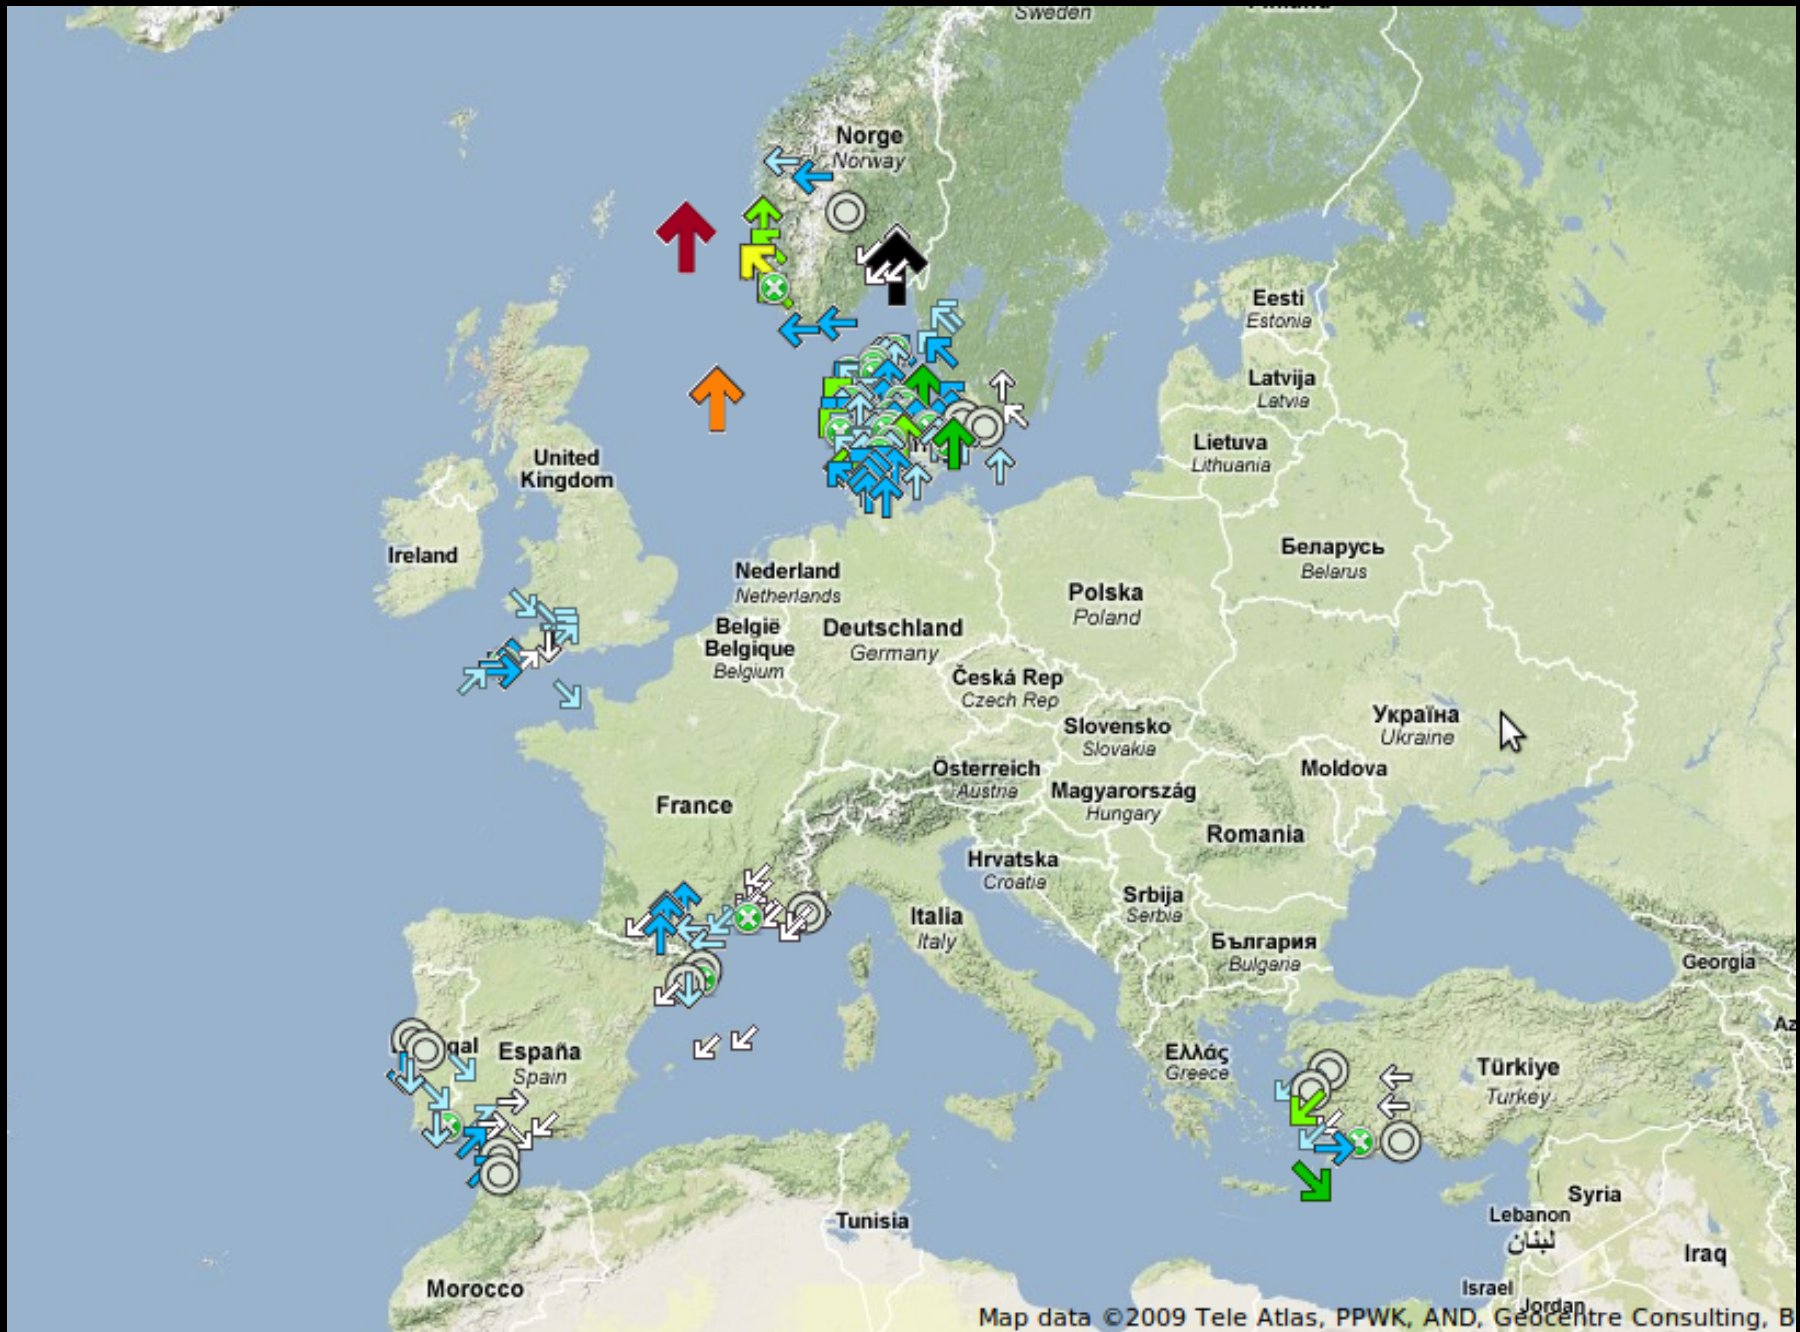 Sweden
Norge
Norway
Eesti
Estonia
Latvija
Latvia
Lietuva
Lithuania
United
Kingdom
Ireland
Беларусь
Belarus
Nederland
Netherlands
Polska
Poland
België
Belgique
Belgium
Deutschland
Germany
Česká Rep
Czech Rep
Slovensko
Slovakia
Україна
Ukraine
Österreich
Austria
Magyarország
Hungary
Moldova
France
Romania
Hrvatska
Croatia
Srbija
Serbia
Italia
Italy
България
Bulgaria
Georgia
Az
gal
España
Spain
Ελλάς
Greece
Türkiye
Turkey
Syria
Tunisia
Lebanon
لبنان
Iraq
Morocco
Israel
Jordan
Map data ©2009 Tele Atlas, PPWK, AND, Geocentre Consulting, B